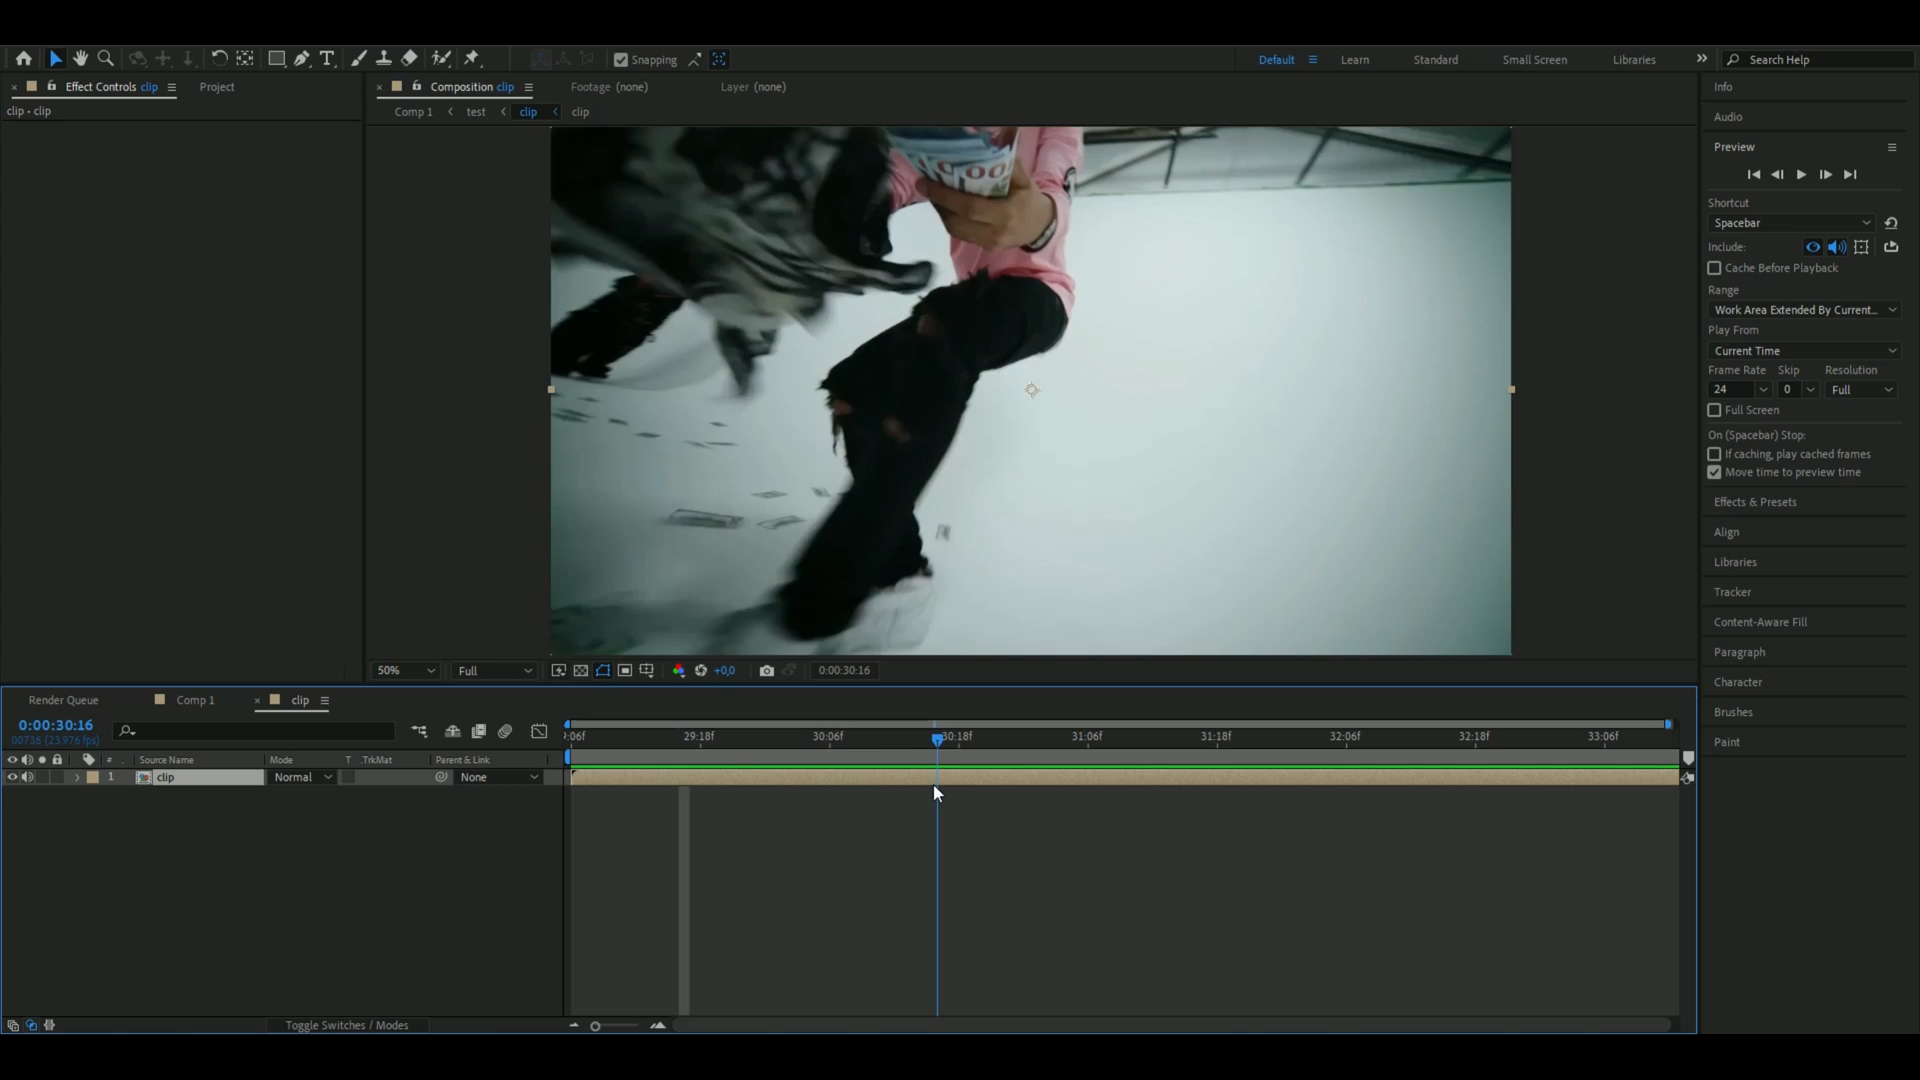 Snapping
Default
Learn
Standard
Small Screen
Libraries
Search Help
Effect Controls clip
Project
Composition clip
Footage (none)
Layer (none)
clip • clip
Comp 1
test
clip
clip
Info
Audio
Preview
Shortcut
Spacebar
Include:
Cache Before Playback
Range
Work Area Extended By Current...
Play From
Current Time
Frame Rate Skip Resolution
24 0 Full
Full Screen
On (Spacebar) Stop:
If caching, play cached frames
Move time to preview time
Effects & Presets
Align
Libraries
Tracker
Content-Aware Fill
Paragraph
Character
Brushes
Paint
50%
Full
+0,0
0:00:30:16
Render Queue
Comp 1
clip
0:00:30:16
00736 (23.976 fps)
:06f 29:18f 30:06f 30:18f 31:06f 31:18f 32:06f 32:18f 33:06f
# Source Name Mode T .TrkMat Parent & Link
1 clip Normal None
Toggle Switches / Modes